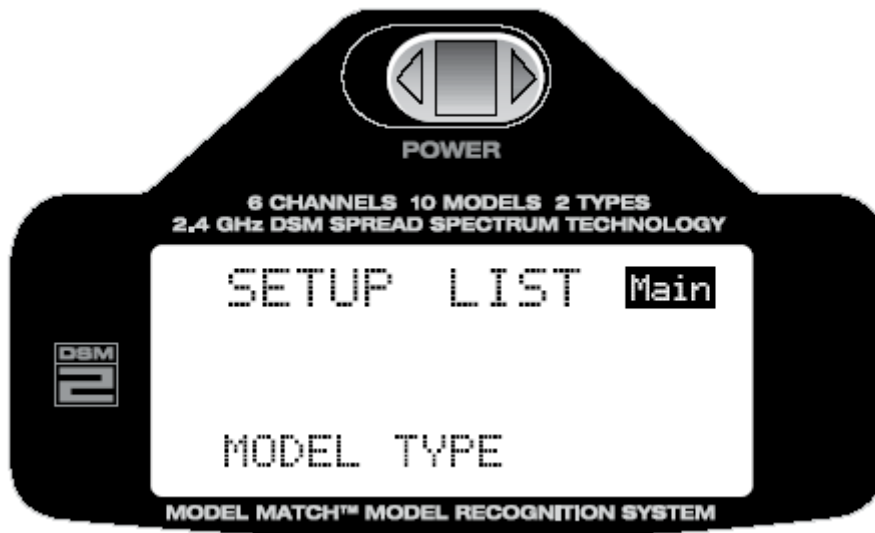 POWER
6 CHANNELS 10 MODELS 2 TYPES
2.4 GHz DSM SPREAD SPECTRUM TECHNOLOGY
SETUP LIST Main
DSM
2
MODEL TYPE
MODEL MATCH™ MODEL RECOGNITION SYSTEM